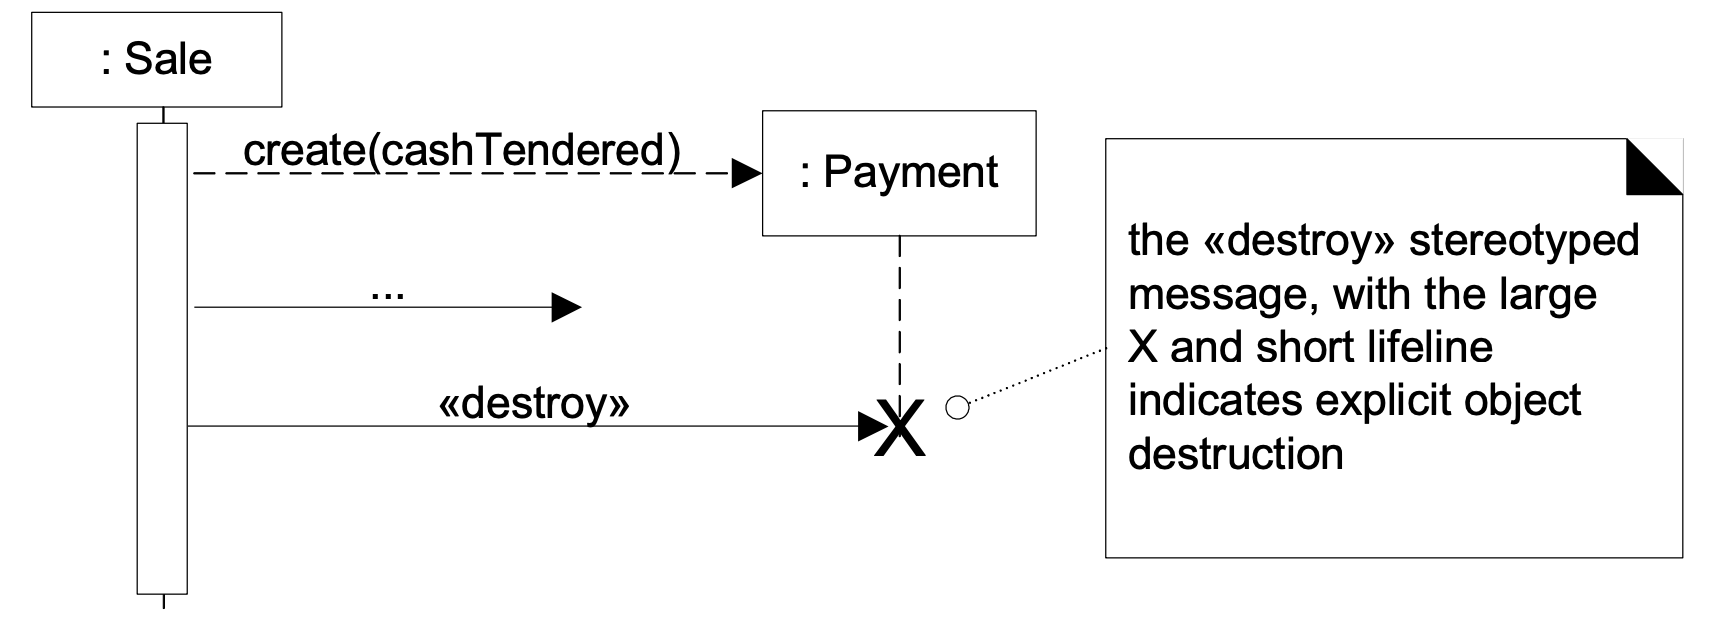 : Sale
create(cashTendered)
: Payment
...
«destroy»
X
the «destroy» stereotyped
message, with the large
X and short lifeline
indicates explicit object
destruction